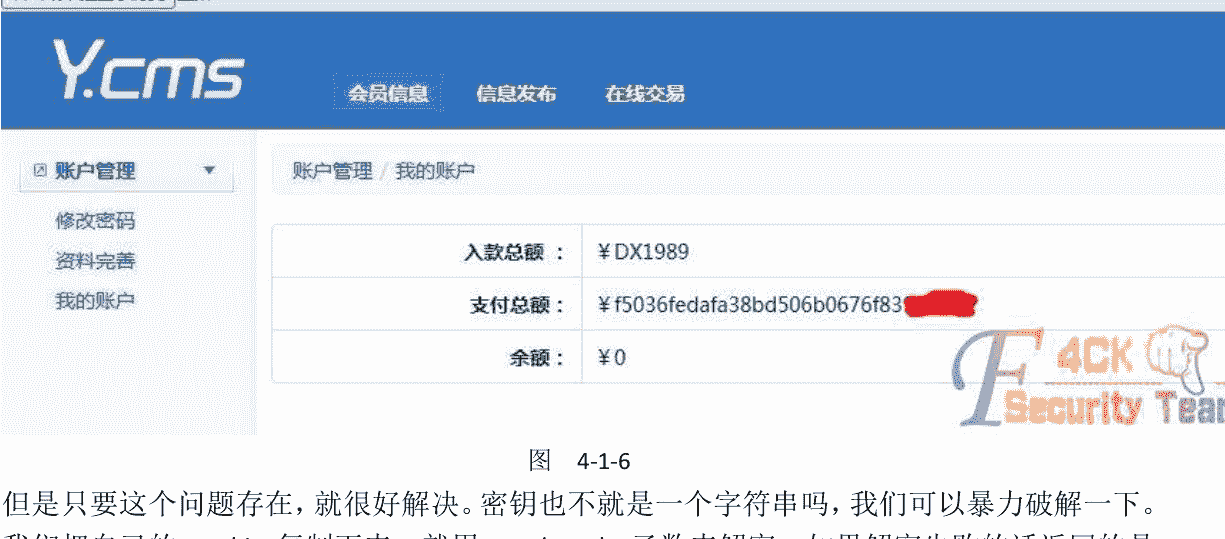 Y.cms
会员信息 信息发布 在线交易
账户管理
账户管理 / 我的账户
修改密码
资料完善
我的账户
入款总额 : ¥DX1989
支付总额 : ¥f5036fedafa38bd506b0676f83
余额 : ¥0
F4CK
Security Team
图 4-1-6
但是只要这个问题存在，就很好解决。密钥也不就是一个字符串吗，我们可以暴力破解一下。